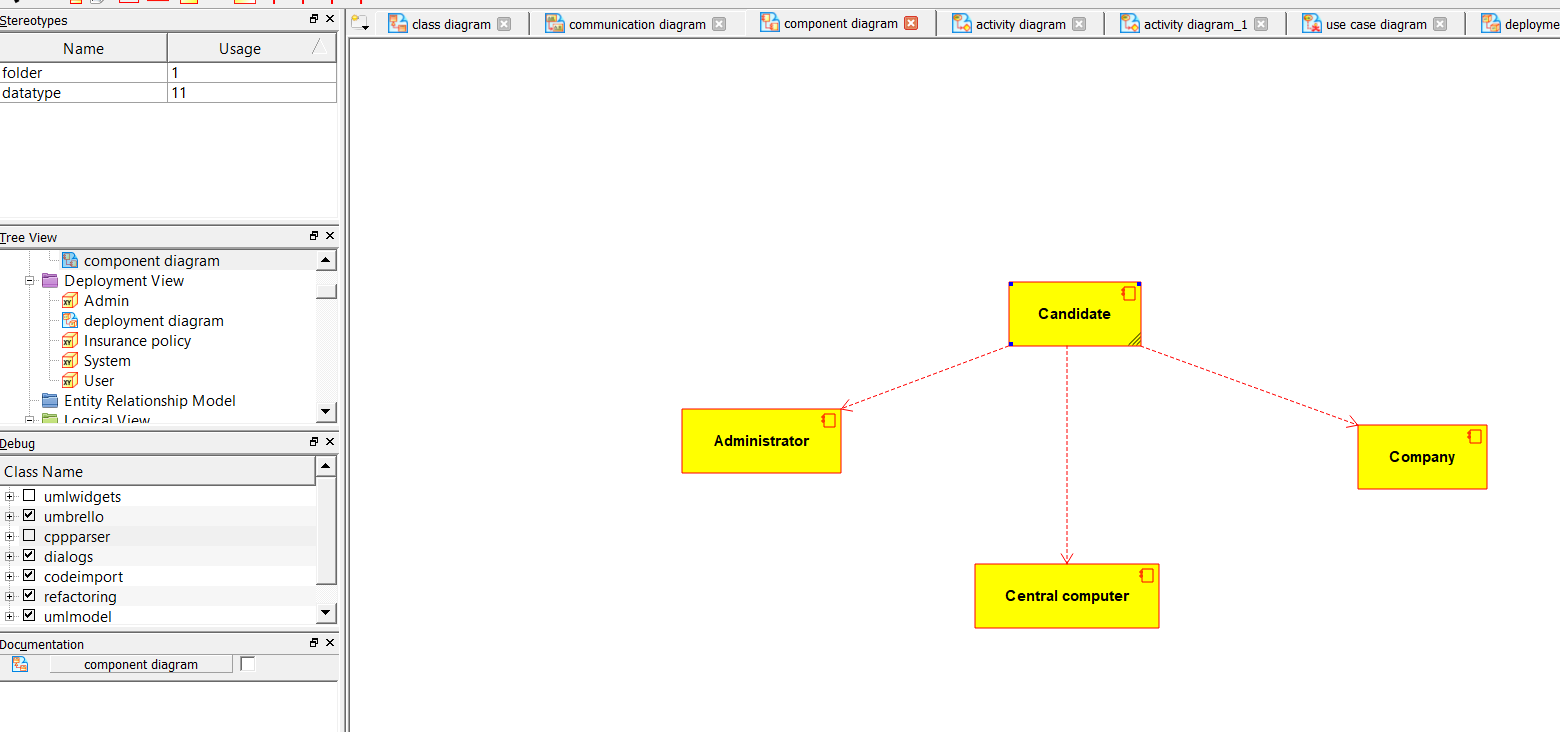 Stereotypes
Name Usage
folder 1
datatype 11
Tree View
component diagram
Deployment View
Admin
deployment diagram
Insurance policy
System
User
Entity Relationship Model
Logical View
Debug
Class Name
umlwidgets
umbrello
cppparser
dialogs
codeimport
refactoring
umlmodel
Documentation
component diagram
class diagram communication diagram component diagram activity diagram activity diagram_1 use case diagram deployme
Candidate
Administrator
Company
Central computer